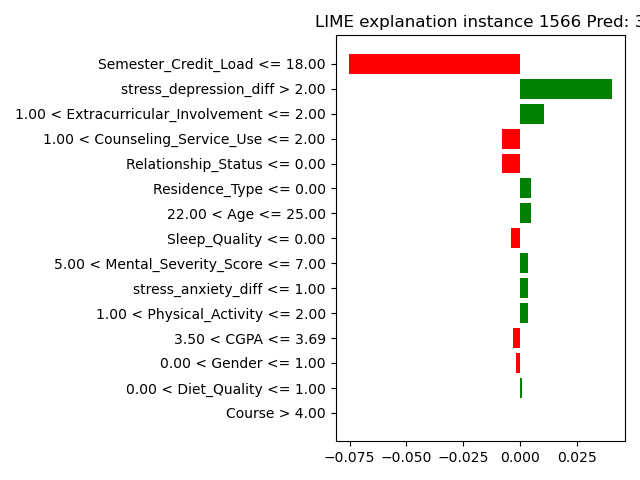 LIME explanation instance 1566 Pred: 3
Semester_Credit_Load <= 18.00
stress_depression_diff > 2.00
1.00 < Extracurricular_Involvement <= 2.00
1.00 < Counseling_Service_Use <= 2.00
Relationship_Status <= 0.00
Residence_Type <= 0.00
22.00 < Age <= 25.00
Sleep_Quality <= 0.00
5.00 < Mental_Severity_Score <= 7.00
stress_anxiety_diff <= 1.00
1.00 < Physical_Activity <= 2.00
3.50 < CGPA <= 3.69
0.00 < Gender <= 1.00
0.00 < Diet_Quality <= 1.00
Course > 4.00
−0.075 −0.050 −0.025 0.000 0.025